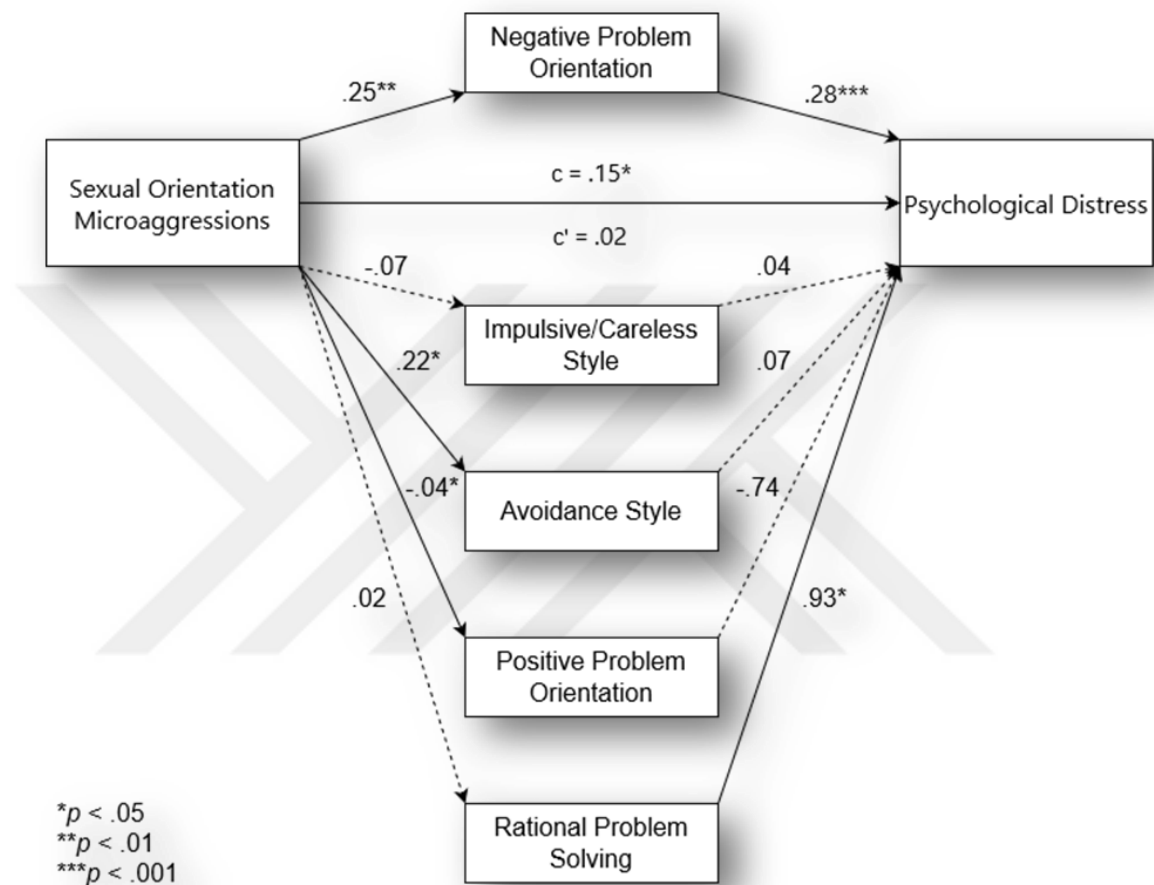 Negative Problem
Orientation
.25**
.28***
Sexual Orientation
Microaggressions
c = .15*
c' = .02
Psychological Distress
-.07
.04
Impulsive/Careless
Style
.22*
.07
Avoidance Style
-.04*
-.74
.02
.93*
Positive Problem
Orientation
Rational Problem
Solving
*p < .05
**p < .01
***p < .001